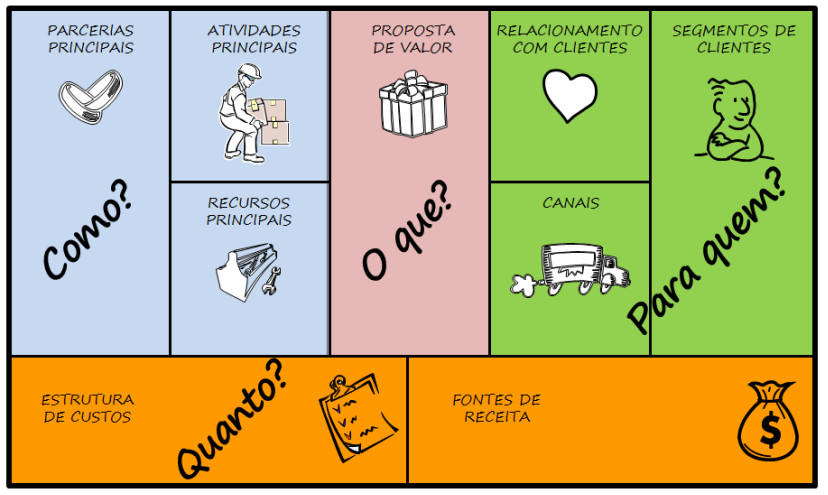 PARCERIAS
PRINCIPAIS
Como?
ATIVIDADES
PRINCIPAIS
RECURSOS
PRINCIPAIS
PROPOSTA
DE VALOR
O que?
RELACIONAMENTO
COM CLIENTES
CANAIS
SEGMENTOS DE
CLIENTES
Para quem?
ESTRUTURA
DE CUSTOS
Quanto?
FONTES DE
RECEITA
$